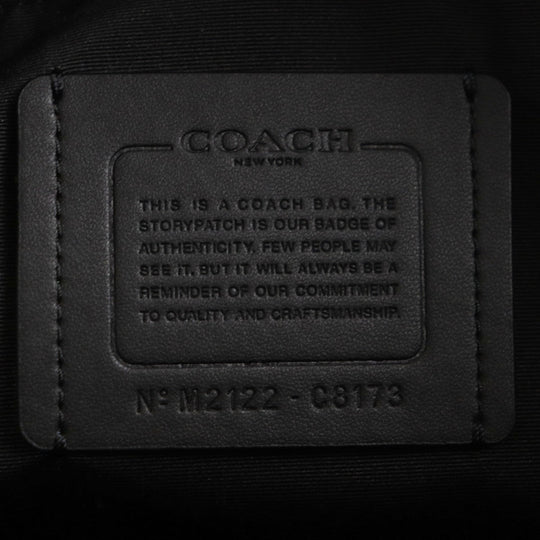 COACH
NEW YORK
THIS IS A COACH BAG. THE
STORYPATCH IS OUR BADGE OF
AUTHENTICITY. FEW PEOPLE MAY
SEE IT, BUT IT WILL ALWAYS BE A
REMINDER OF OUR COMMITMENT
TO QUALITY AND CRAFTSMANSHIP.
Nº M2122 - C8173